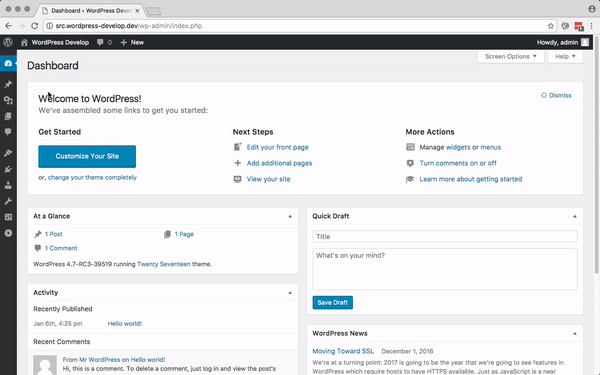 Dashboard ‹ WordPress Devel
src.wordpress-develop.dev/wp-admin/index.php
WordPress Develop 0 + New Howdy, admin
Screen Options ▼ Help ▼
Dashboard
Welcome to WordPress!
Dismiss
We've assembled some links to get you started:
Get Started
Next Steps
More Actions
Customize Your Site
or, change your theme completely
Edit your front page
Add additional pages
View your site
Manage widgets or menus
Turn comments on or off
Learn more about getting started
At a Glance
1 Post
1 Page
1 Comment
WordPress 4.7-RC3-39519 running Twenty Seventeen theme.
Activity
Recently Published
Jan 6th, 4:25 pm Hello world!
Recent Comments
From Mr WordPress on Hello world!
Hi, this is a comment. To delete a comment, just log in and view the post's
Quick Draft
Title
What's on your mind?
Save Draft
WordPress News
Moving Toward SSL December 1, 2016
We're at a turning point: 2017 is going to be the year that we're going to see features in
WordPress which require hosts to have HTTPS available. Just as JavaScript is a near